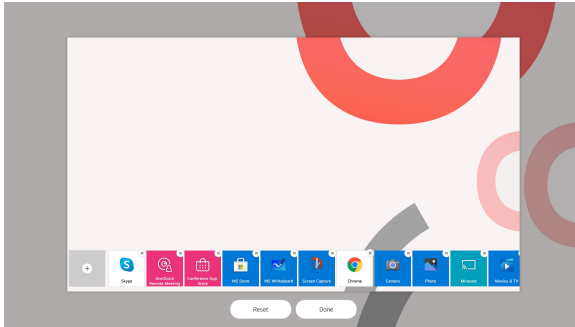 Skype
OneQuick
Remote Meeting
Conference App
Store
MS Store
MS Whiteboard
Screen Capture
Chrome
Camera
Photo
Miracast
Movies & TV
Reset
Done